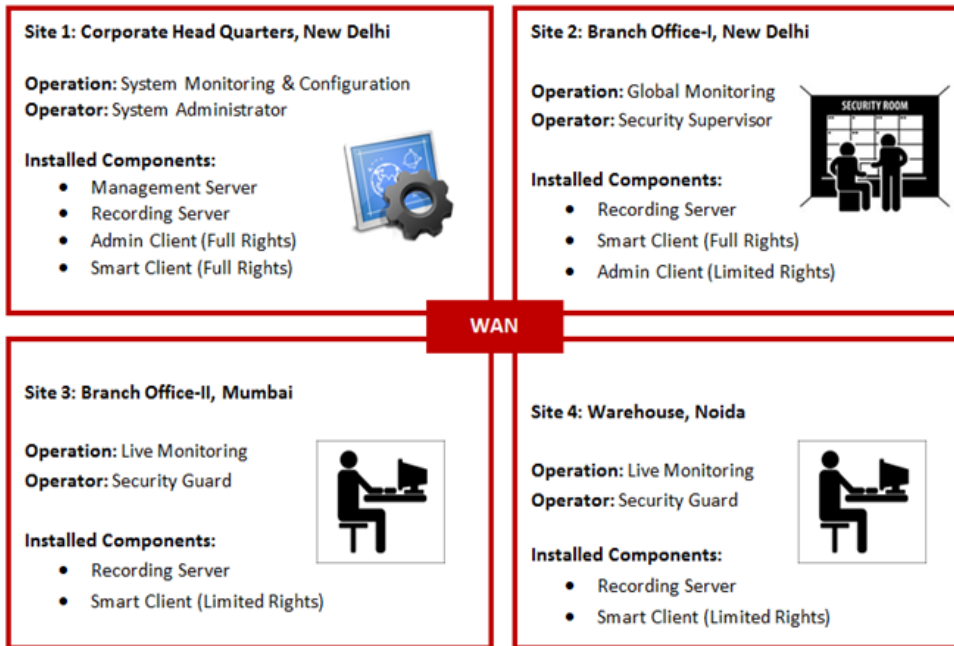 Site 1: Corporate Head Quarters, New Delhi
Operation: System Monitoring & Configuration
Operator: System Administrator
Installed Components:
• Management Server
• Recording Server
• Admin Client (Full Rights)
• Smart Client (Full Rights)
Site 2: Branch Office-I, New Delhi
Operation: Global Monitoring
Operator: Security Supervisor
SECURITY ROOM
Installed Components:
• Recording Server
• Smart Client (Full Rights)
• Admin Client (Limited Rights)
WAN
Site 3: Branch Office-II, Mumbai
Operation: Live Monitoring
Operator: Security Guard
Installed Components:
• Recording Server
• Smart Client (Limited Rights)
Site 4: Warehouse, Noida
Operation: Live Monitoring
Operator: Security Guard
Installed Components:
• Recording Server
• Smart Client (Limited Rights)